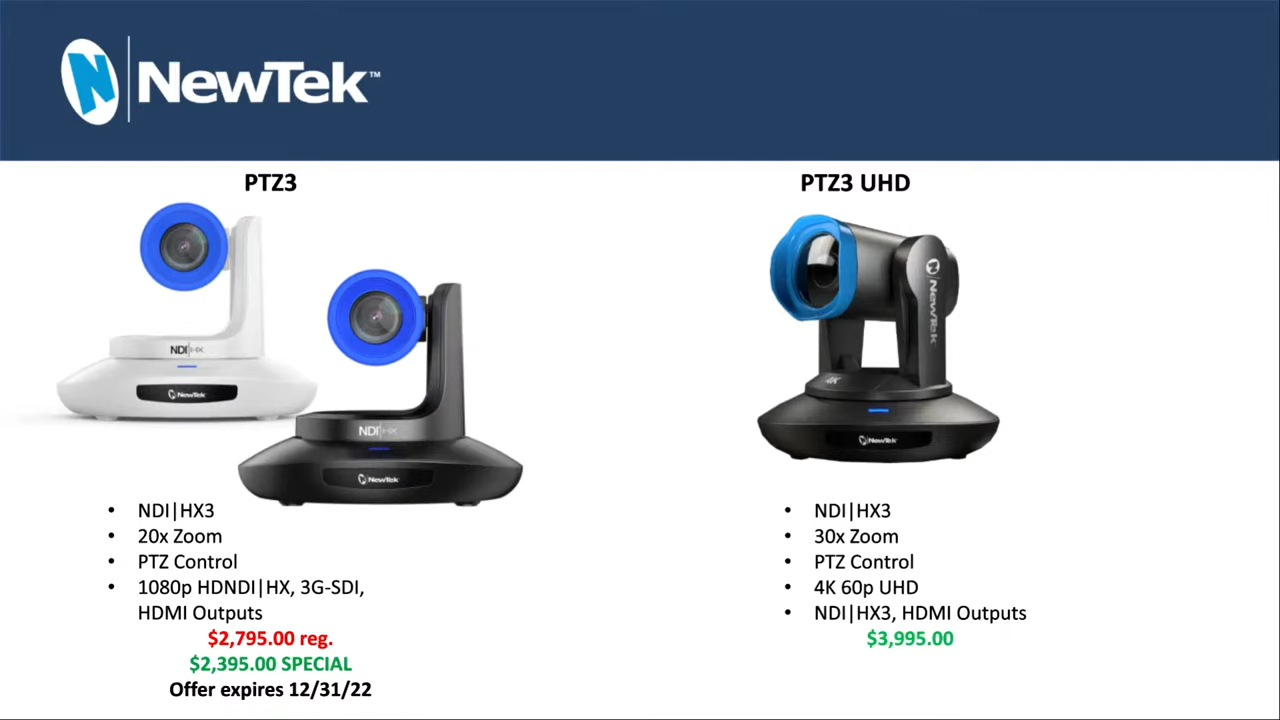 N NewTek™
PTZ3
NDI|HX
NewTek
NDI|HX
NewTek
• NDI|HX3
• 20x Zoom
• PTZ Control
• 1080p HDNDI|HX, 3G-SDI,
HDMI Outputs
$2,795.00 reg.
$2,395.00 SPECIAL
Offer expires 12/31/22
PTZ3 UHD
NewTek
4K
NewTek
• NDI|HX3
• 30x Zoom
• PTZ Control
• 4K 60p UHD
• NDI|HX3, HDMI Outputs
$3,995.00